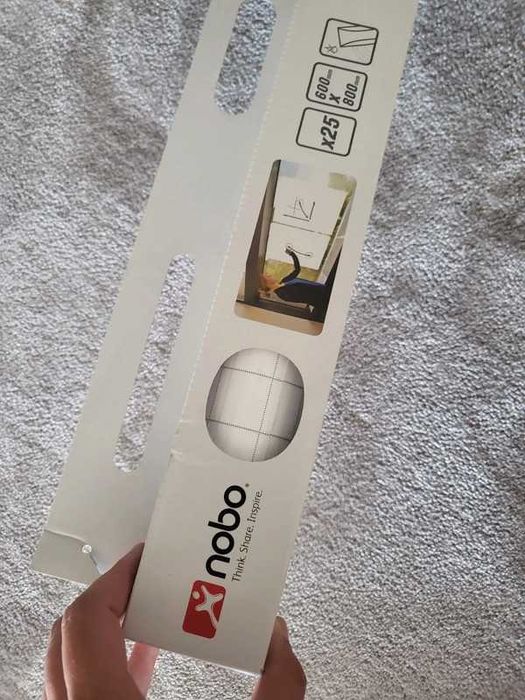 nobo®
Think. Share. Inspire.
x25
600mm
x
800mm